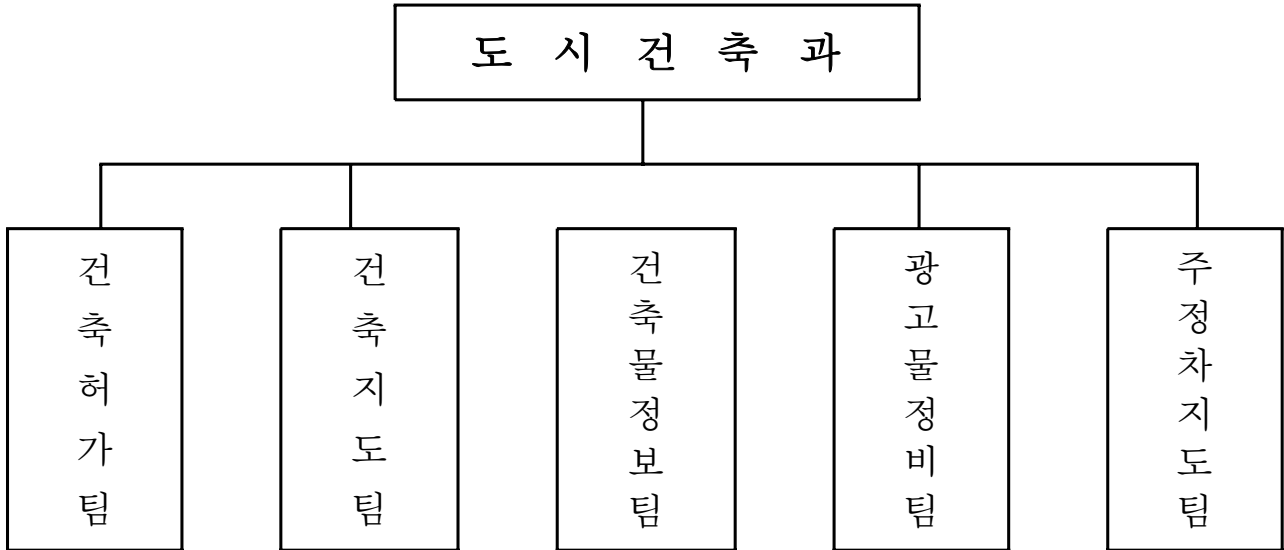 도 시 건 축 과
건축허가팀
건축지도팀
건축물정보팀
광고물정비팀
주정차지도팀